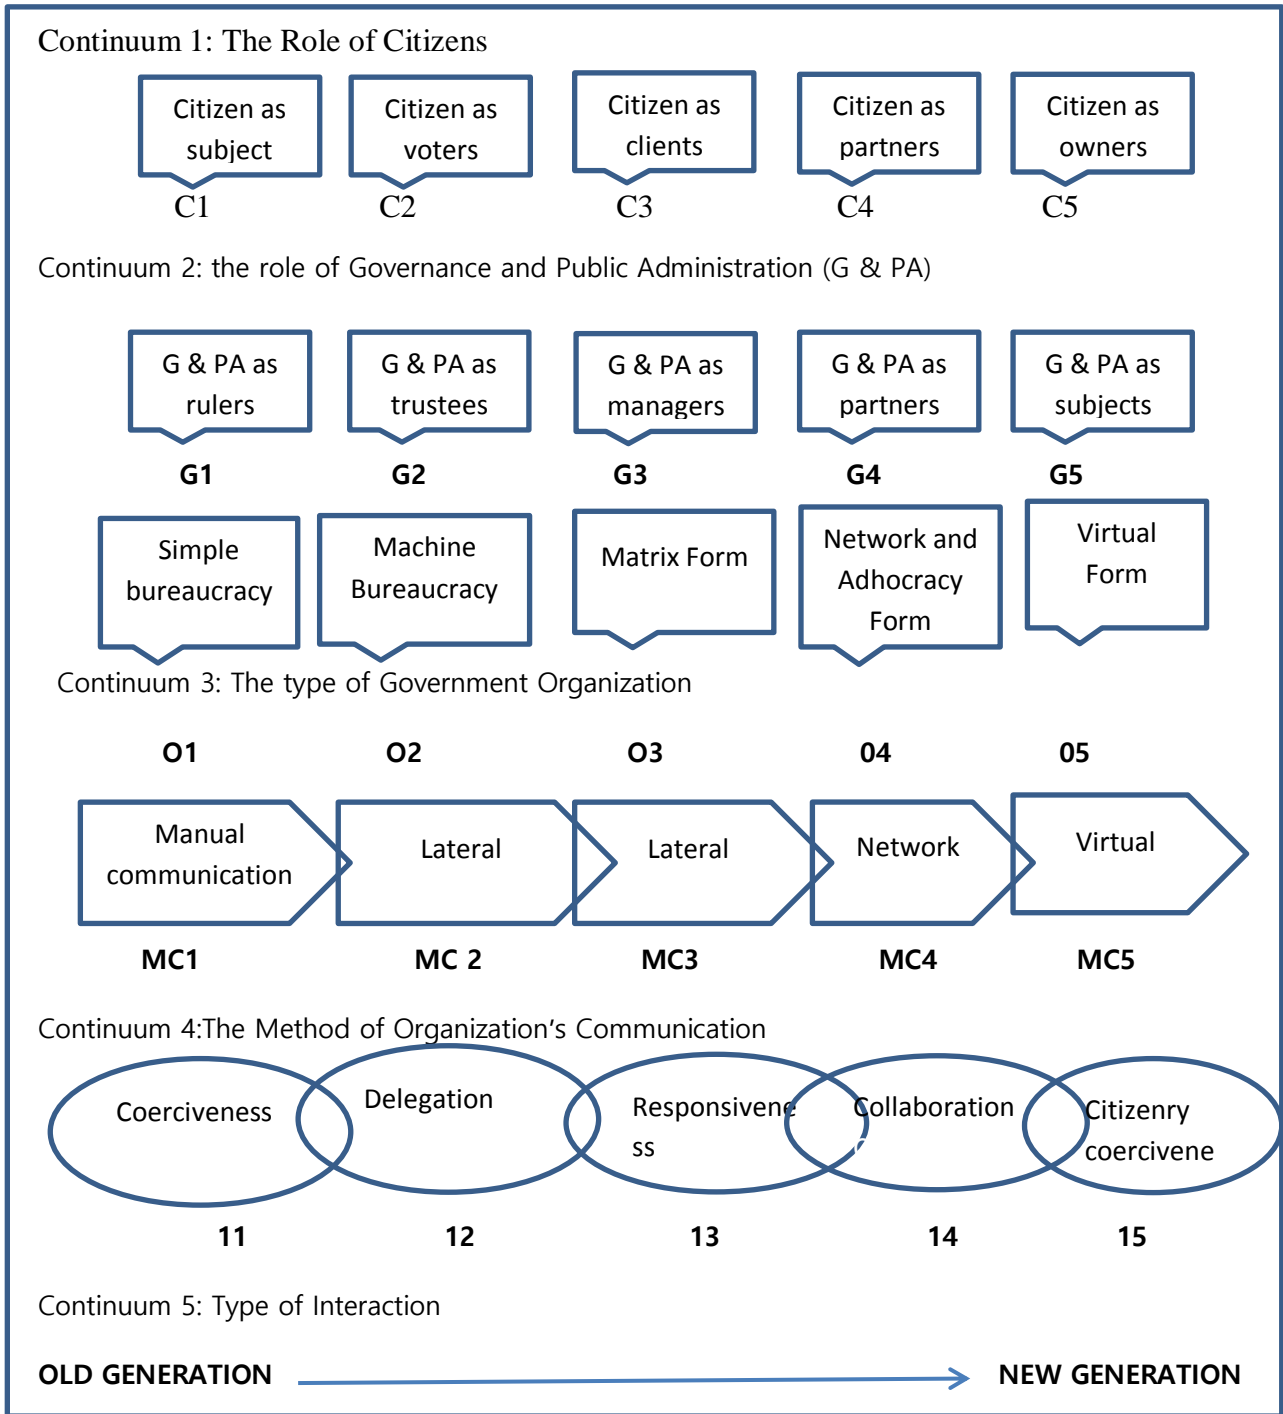 Continuum 1: The Role of Citizens
Citizen as
subject
Citizen as
voters
Citizen as
clients
Citizen as
partners
Citizen as
owners
C1 C2 C3 C4 C5
Continuum 2: the role of Governance and Public Administration (G & PA)
G & PA as
rulers
G & PA as
trustees
G & PA as
managers
G & PA as
partners
G & PA as
subjects
G1 G2 G3 G4 G5
Simple
bureaucracy
Machine
Bureaucracy
Matrix Form
Network and
Adhocracy
Form
Virtual
Form
Continuum 3: The type of Government Organization
O1 O2 O3 04 05
Manual
communication
Lateral
Lateral
Network
Virtual
MC1 MC 2 MC3 MC4 MC5
Continuum 4:The Method of Organization's Communication
Coerciveness
Delegation
Responsivene
ss
Collaboration
Citizenry
coercivene
11 12 13 14 15
Continuum 5: Type of Interaction
OLD GENERATION NEW GENERATION